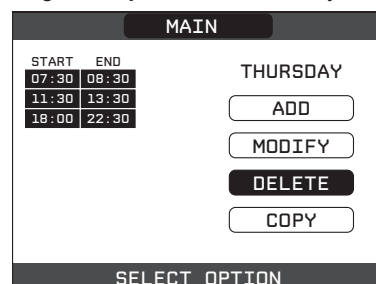 MAIN
START END
07:30 08:30
11:30 13:30
18:00 22:30
THURSDAY
ADD
MODIFY
DELETE
COPY
SELECT OPTION